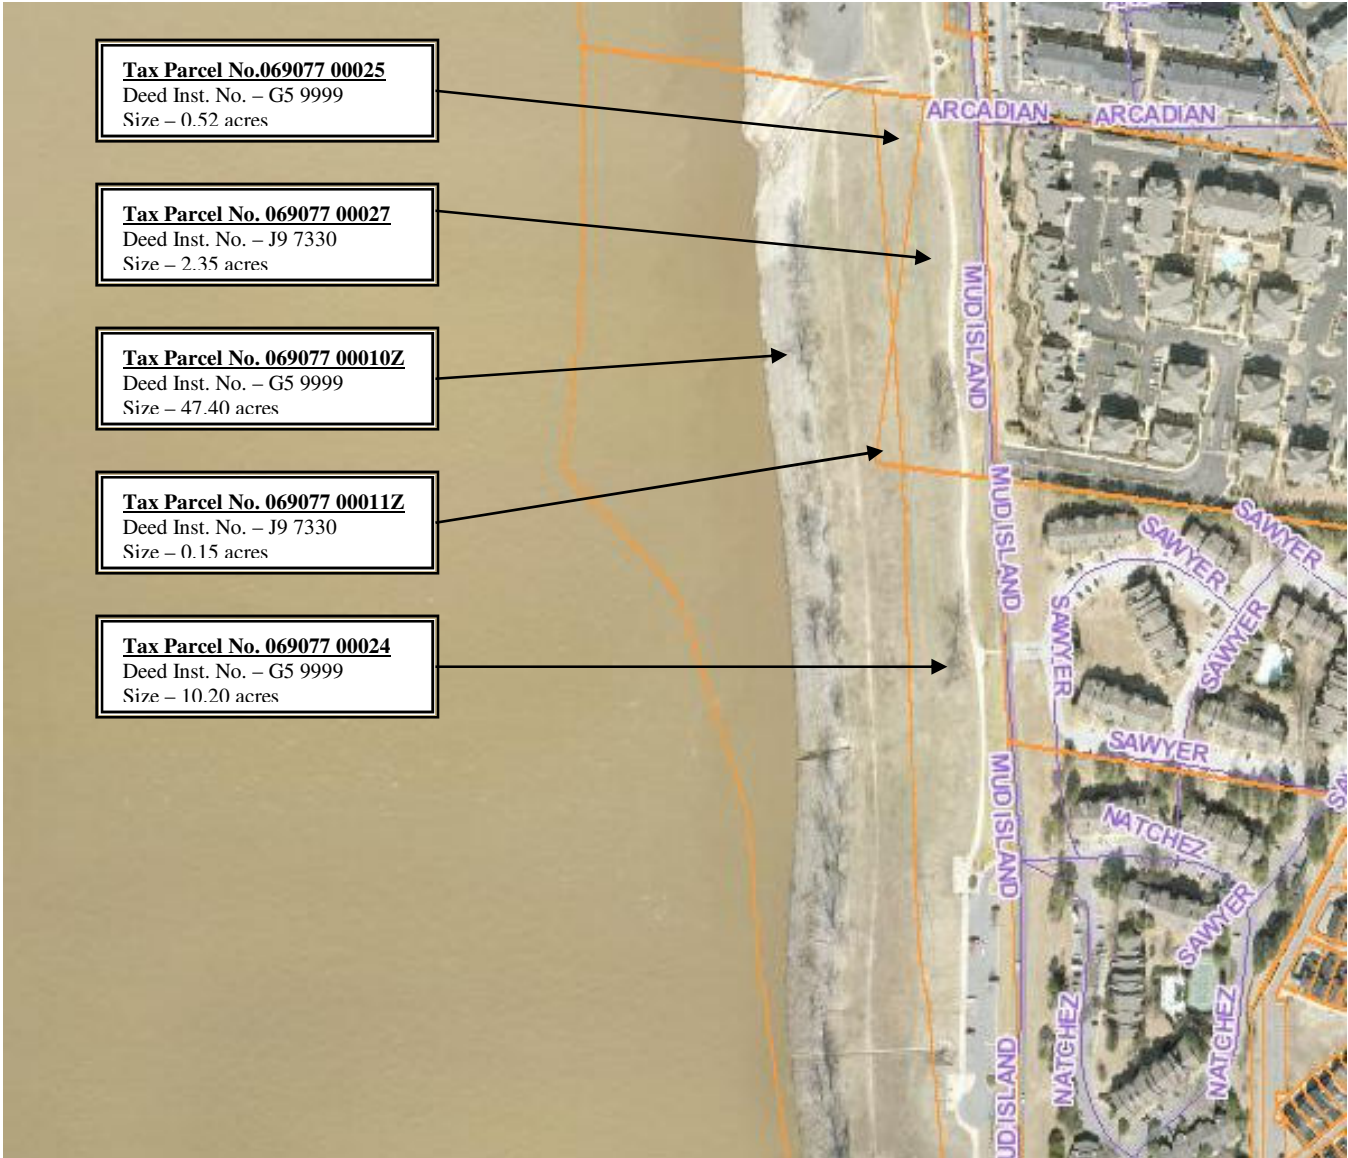 Tax Parcel No.069077 00025
Deed Inst. No. – G5 9999
Size – 0.52 acres
Tax Parcel No. 069077 00027
Deed Inst. No. – J9 7330
Size – 2.35 acres
Tax Parcel No. 069077 00010Z
Deed Inst. No. – G5 9999
Size – 47.40 acres
Tax Parcel No. 069077 00011Z
Deed Inst. No. – J9 7330
Size – 0.15 acres
Tax Parcel No. 069077 00024
Deed Inst. No. – G5 9999
Size – 10.20 acres
ARCADIAN
ARCADIAN
MUD ISLAND
MUD ISLAND
SAWYER
SAWYER
SAWYER
SAWYER
SAWYER
MUD ISLAND
NATCHEZ
SAWYER
NATCHEZ
NATCHEZ
UD ISLAND